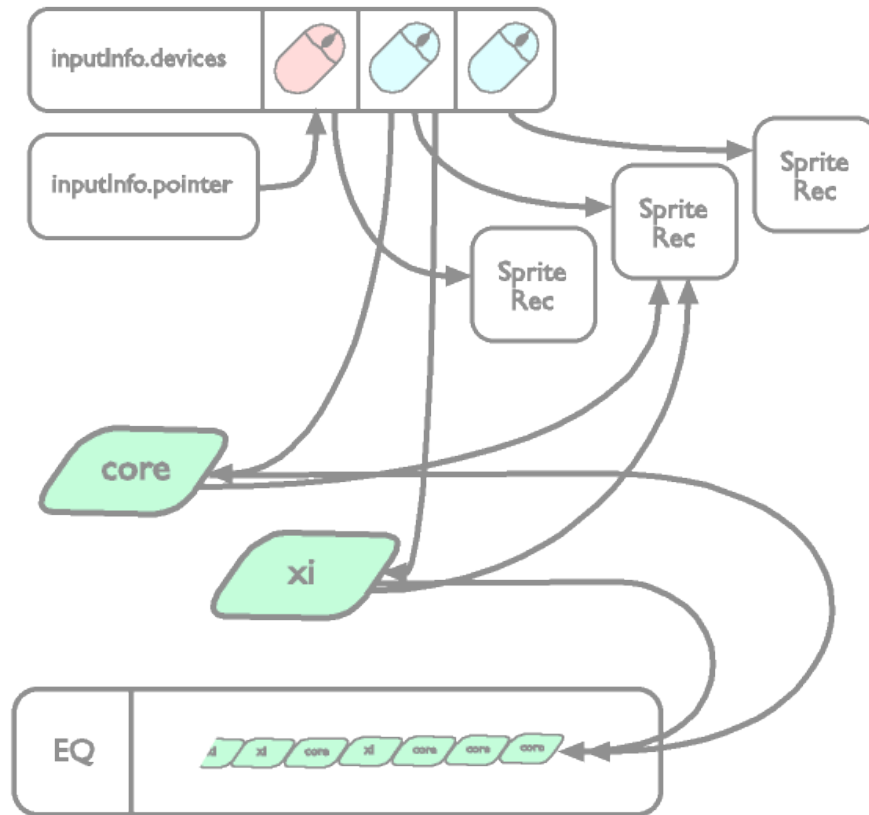 inputInfo.devices
inputInfo.pointer
Sprite
Rec
Sprite
Rec
Sprite
Rec
core
xi
EQ
xi
core
xi
core
core
core